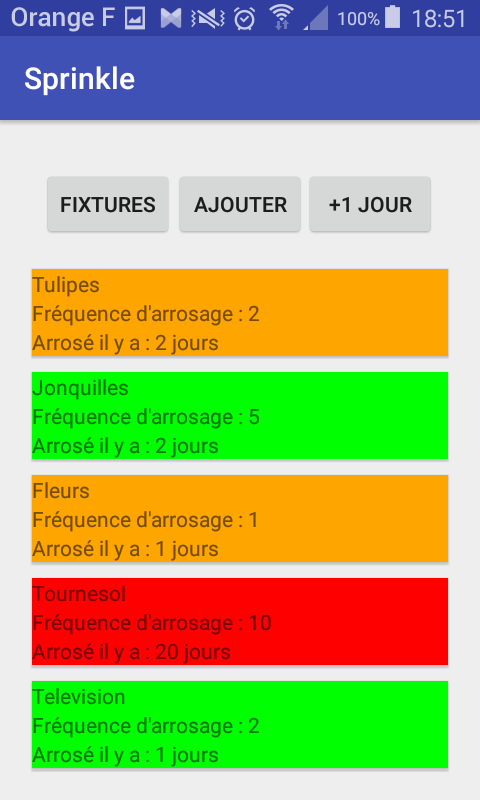 Orange F 100% 18:51
Sprinkle
FIXTURES AJOUTER +1 JOUR
Tulipes
Fréquence d'arrosage : 2
Arrosé il y a : 2 jours
Jonquilles
Fréquence d'arrosage : 5
Arrosé il y a : 2 jours
Fleurs
Fréquence d'arrosage : 1
Arrosé il y a : 1 jours
Tournesol
Fréquence d'arrosage : 10
Arrosé il y a : 20 jours
Television
Fréquence d'arrosage : 2
Arrosé il y a : 1 jours